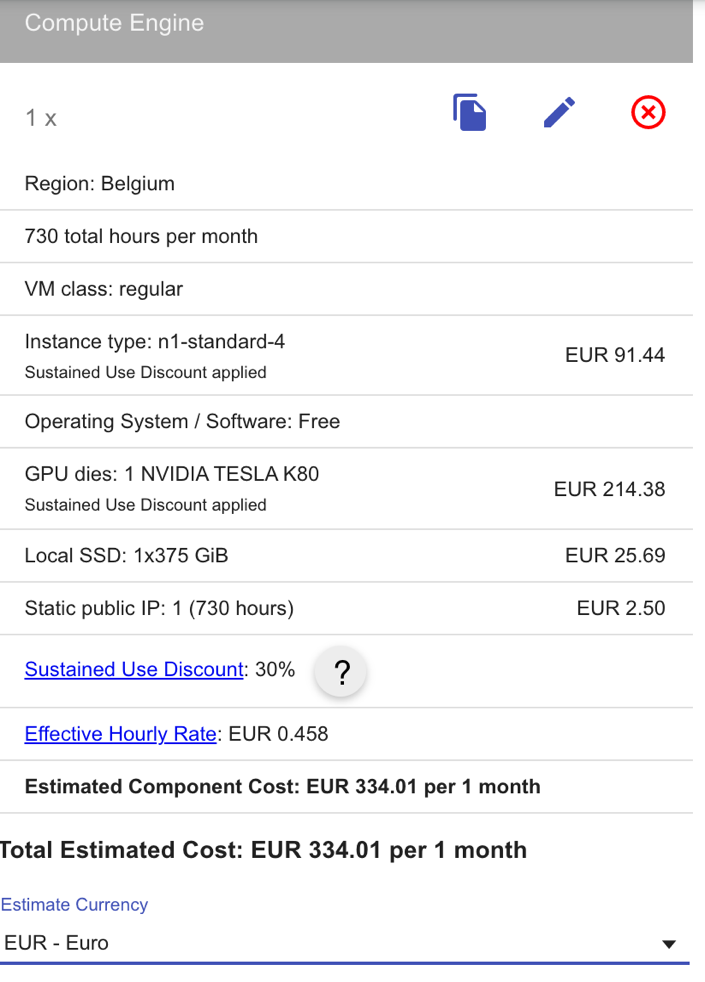 Compute Engine
1 x
Region: Belgium
730 total hours per month
VM class: regular
Instance type: n1-standard-4
Sustained Use Discount applied
EUR 91.44
Operating System / Software: Free
GPU dies: 1 NVIDIA TESLA K80
Sustained Use Discount applied
EUR 214.38
Local SSD: 1x375 GiB
EUR 25.69
Static public IP: 1 (730 hours)
EUR 2.50
Sustained Use Discount: 30% ?
Effective Hourly Rate: EUR 0.458
Estimated Component Cost: EUR 334.01 per 1 month
Total Estimated Cost: EUR 334.01 per 1 month
Estimate Currency
EUR - Euro